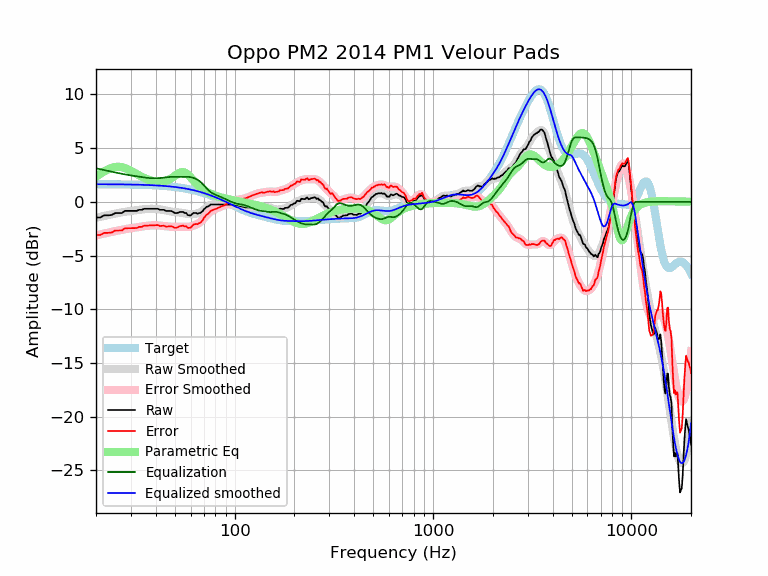 Oppo PM2 2014 PM1 Velour Pads
Amplitude (dBr)
10
5
0
−5
−10
−15
−20
−25
Target
Raw Smoothed
Error Smoothed
Raw
Error
Parametric Eq
Equalization
Equalized smoothed
100
1000
10000
Frequency (Hz)